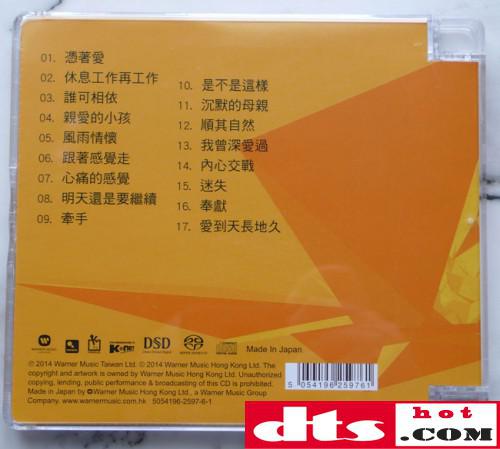 01. 憑著愛
02. 休息工作再工作
03. 誰可相依
04. 親愛的小孩
05. 風雨情懷
06. 跟著感覺走
07. 心痛的感覺
08. 明天還是要繼續
09. 牽手
10. 是不是這樣
11. 沉默的母親
12. 順其自然
13. 我曾深愛過
14. 內心交戰
15. 迷失
16. 奉獻
17. 愛到天長地久
DSD
Made In Japan
℗ 2014 Warner Music Taiwan Ltd. © 2014 Warner Music Hong Kong Ltd. The
copyright and artwork is owned by Warner Music Hong Kong Ltd. Unauthorized
copying, lending, public performance & broadcasting of this CD is prohibited.
Made in Japan by Warner Music Hong Kong Ltd., a Warner Music Group
Company. www.warnermusic.com.hk 5054196-2597-6-1
5 054196 259761
dts hot
.COM